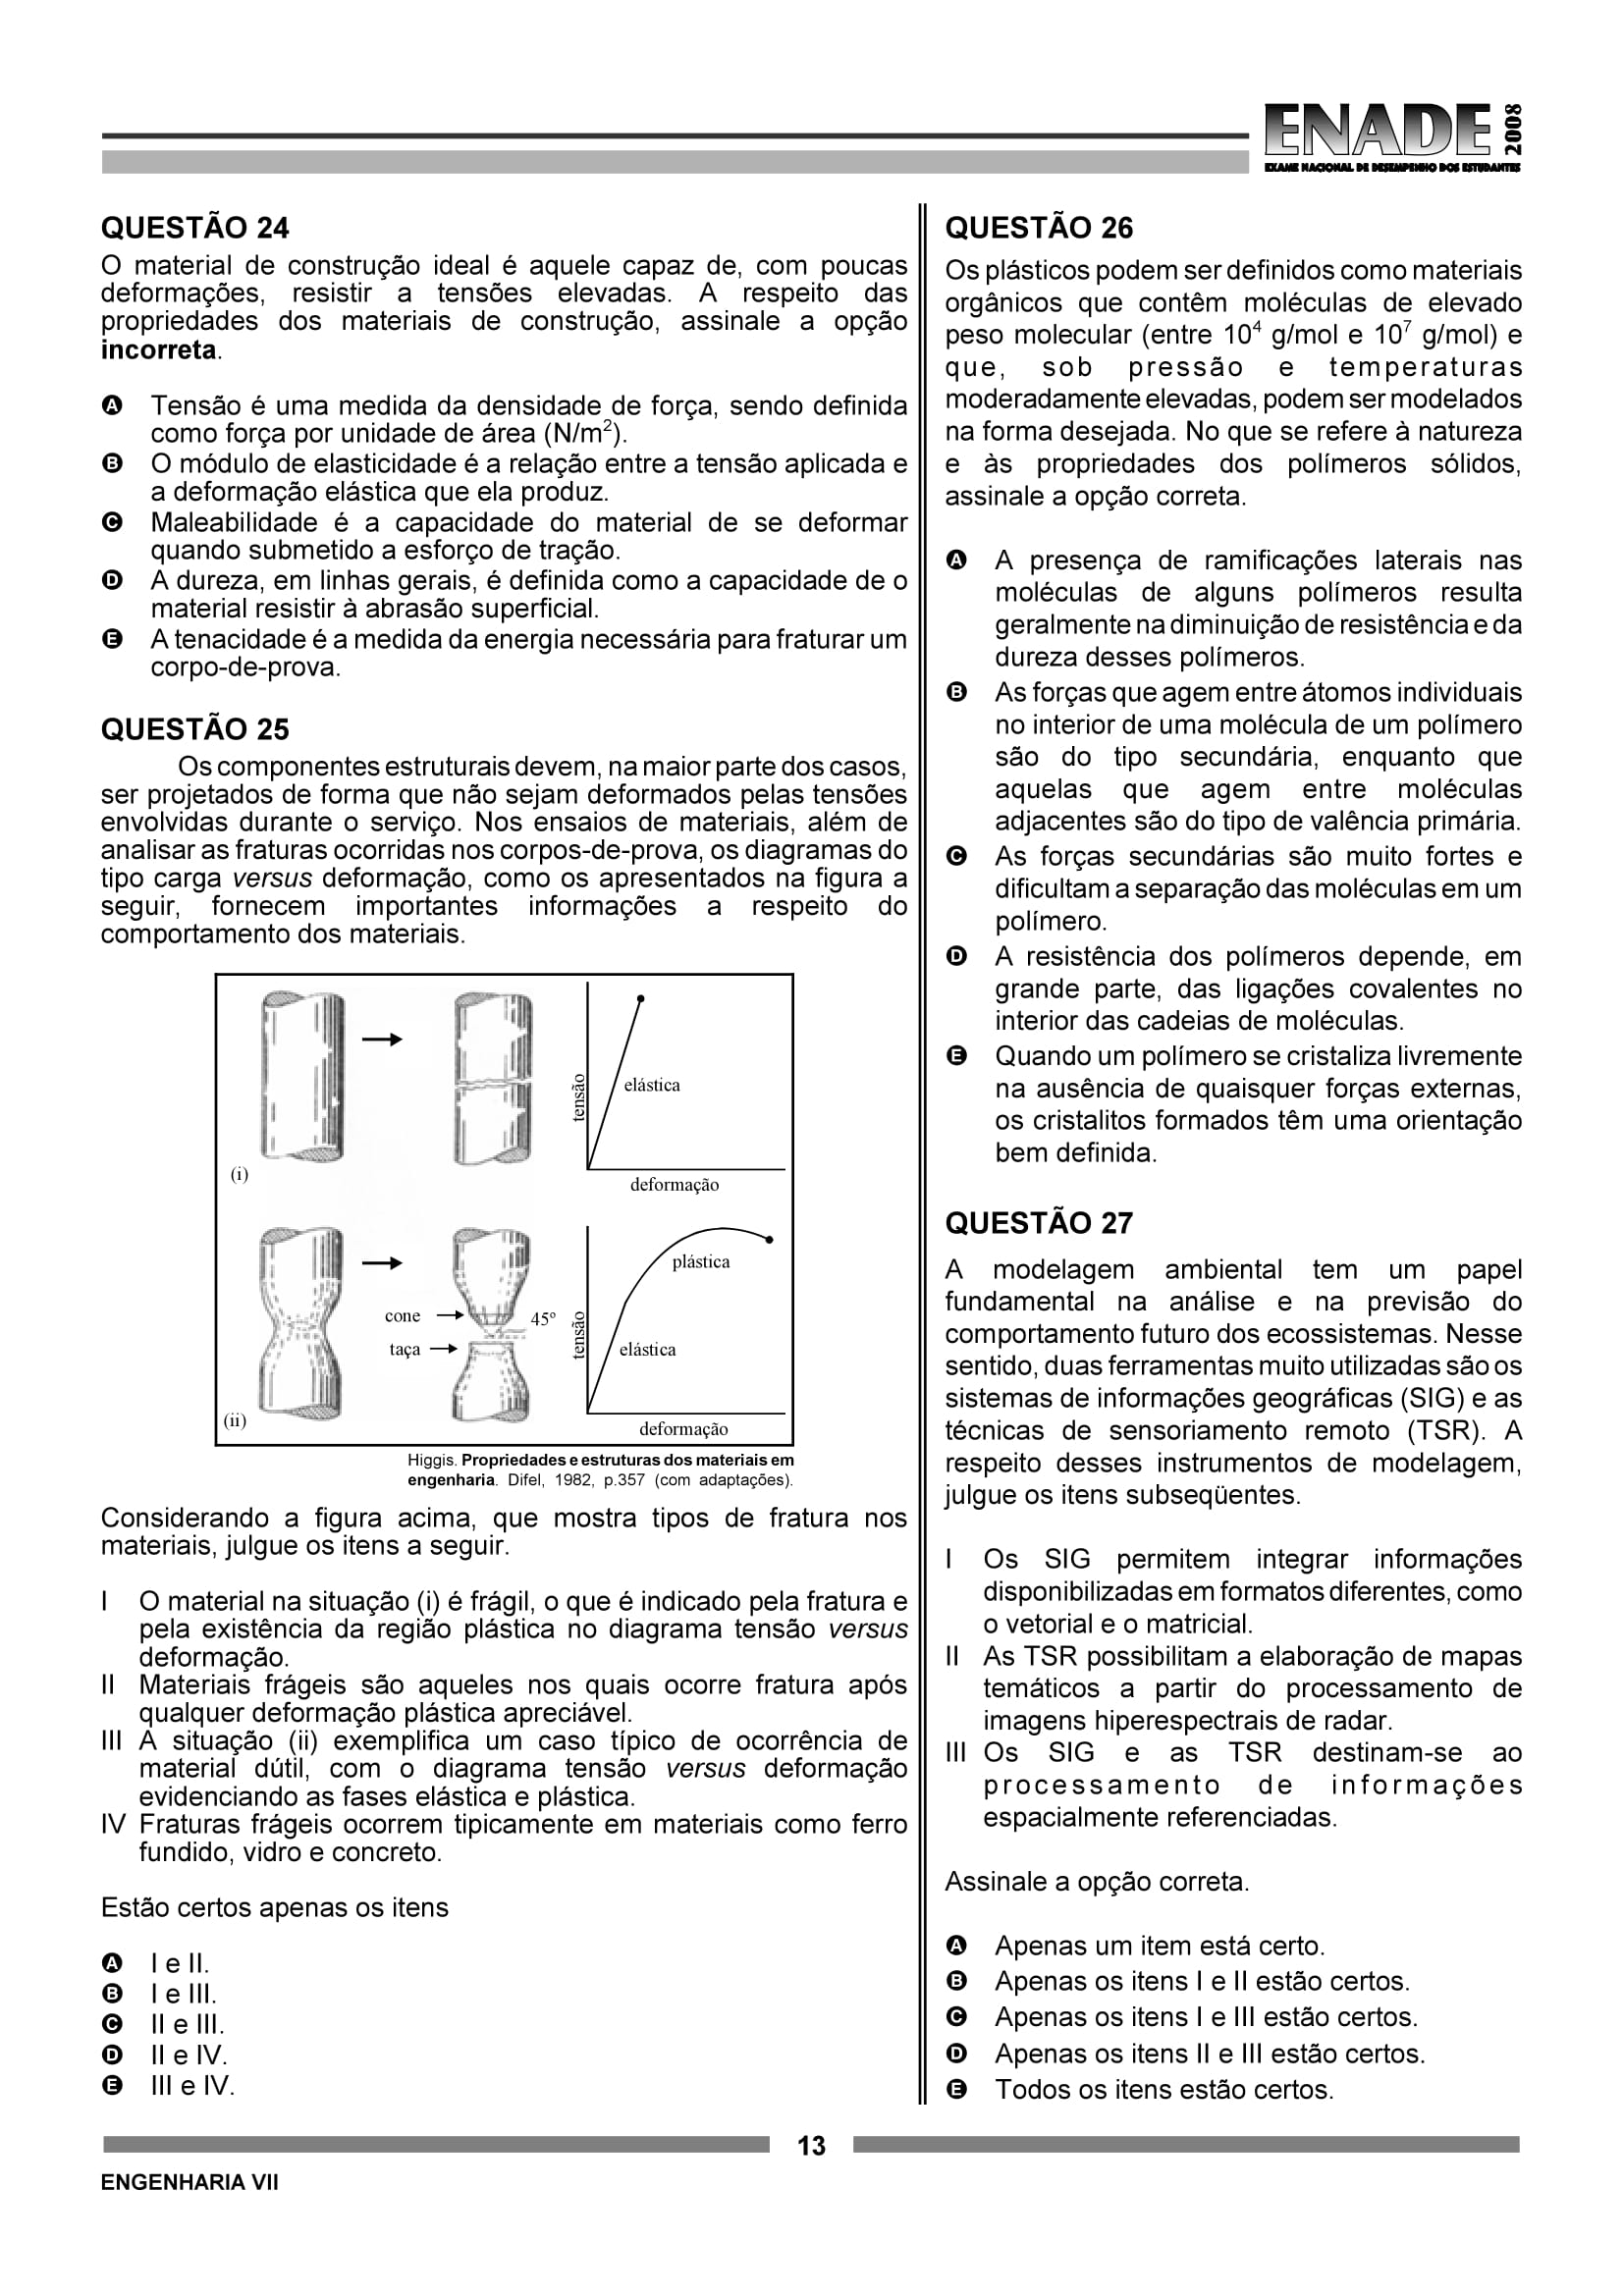 ENADE 2008
EXAME NACIONAL DE DESEMPENHO DOS ESTUDANTES
QUESTÃO 24
O material de construção ideal é aquele capaz de, com poucas
deformações, resistir a tensões elevadas. A respeito das
propriedades dos materiais de construção, assinale a opção
incorreta.
A Tensão é uma medida da densidade de força, sendo definida
como força por unidade de área (N/m²).
B O módulo de elasticidade é a relação entre a tensão aplicada e
a deformação elástica que ela produz.
C Maleabilidade é a capacidade do material de se deformar
quando submetido a esforço de tração.
D A dureza, em linhas gerais, é definida como a capacidade de o
material resistir à abrasão superficial.
E A tenacidade é a medida da energia necessária para fraturar um
corpo-de-prova.
QUESTÃO 25
Os componentes estruturais devem, na maior parte dos casos,
ser projetados de forma que não sejam deformados pelas tensões
envolvidas durante o serviço. Nos ensaios de materiais, além de
analisar as fraturas ocorridas nos corpos-de-prova, os diagramas do
tipo carga versus deformação, como os apresentados na figura a
seguir, fornecem importantes informações a respeito do
comportamento dos materiais.
tensão
elástica
(i)
deformação
plástica
cone
45º
tensão
taça
elástica
(ii)
deformação
Higgis. Propriedades e estruturas dos materiais em
engenharia. Difel, 1982, p.357 (com adaptações).
Considerando a figura acima, que mostra tipos de fratura nos
materiais, julgue os itens a seguir.
I O material na situação (i) é frágil, o que é indicado pela fratura e
pela existência da região plástica no diagrama tensão versus
deformação.
II Materiais frágeis são aqueles nos quais ocorre fratura após
qualquer deformação plástica apreciável.
III A situação (ii) exemplifica um caso típico de ocorrência de
material dútil, com o diagrama tensão versus deformação
evidenciando as fases elástica e plástica.
IV Fraturas frágeis ocorrem tipicamente em materiais como ferro
fundido, vidro e concreto.
Estão certos apenas os itens
A I e II.
B I e III.
C II e III.
D II e IV.
E III e IV.
QUESTÃO 26
Os plásticos podem ser definidos como materiais
orgânicos que contêm moléculas de elevado
peso molecular (entre 10⁴ g/mol e 10⁷ g/mol) e
que, sob pressão e temperaturas
moderadamente elevadas, podem ser modelados
na forma desejada. No que se refere à natureza
e às propriedades dos polímeros sólidos,
assinale a opção correta.
A A presença de ramificações laterais nas
moléculas de alguns polímeros resulta
geralmente na diminuição de resistência e da
dureza desses polímeros.
B As forças que agem entre átomos individuais
no interior de uma molécula de um polímero
são do tipo secundária, enquanto que
aquelas que agem entre moléculas
adjacentes são do tipo de valência primária.
C As forças secundárias são muito fortes e
dificultam a separação das moléculas em um
polímero.
D A resistência dos polímeros depende, em
grande parte, das ligações covalentes no
interior das cadeias de moléculas.
E Quando um polímero se cristaliza livremente
na ausência de quaisquer forças externas,
os cristalitos formados têm uma orientação
bem definida.
QUESTÃO 27
A modelagem ambiental tem um papel
fundamental na análise e na previsão do
comportamento futuro dos ecossistemas. Nesse
sentido, duas ferramentas muito utilizadas são os
sistemas de informações geográficas (SIG) e as
técnicas de sensoriamento remoto (TSR). A
respeito desses instrumentos de modelagem,
julgue os itens subseqüentes.
I Os SIG permitem integrar informações
disponibilizadas em formatos diferentes, como
o vetorial e o matricial.
II As TSR possibilitam a elaboração de mapas
temáticos a partir do processamento de
imagens hiperespectrais de radar.
III Os SIG e as TSR destinam-se ao
processamento de informações
espacialmente referenciadas.
Assinale a opção correta.
A Apenas um item está certo.
B Apenas os itens I e II estão certos.
C Apenas os itens I e III estão certos.
D Apenas os itens II e III estão certos.
E Todos os itens estão certos.
13
ENGENHARIA VII